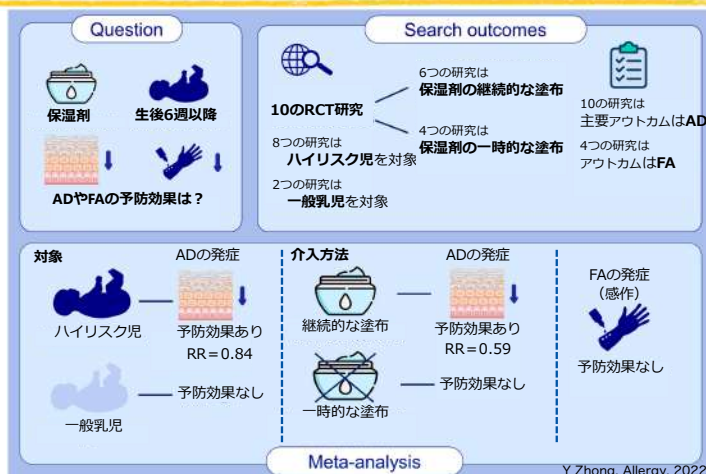 Question
保湿剤
生後6週以降
ADやFAの予防効果は？
Search outcomes
10のRCT研究
8つの研究は
ハイリスク児を対象
2つの研究は
一般乳児を対象
6つの研究は
保湿剤の継続的な塗布
4つの研究は
保湿剤の一時的な塗布
10の研究は
主要アウトカムはAD
4つの研究は
アウトカムはFA
対象
ADの発症
ハイリスク児
予防効果あり
RR＝0.84
一般乳児
予防効果なし
介入方法
ADの発症
継続的な塗布
予防効果あり
RR＝0.59
一時的な塗布
予防効果なし
FAの発症
（感作）
予防効果なし
Meta-analysis
Y Zhong, Allergy, 2022